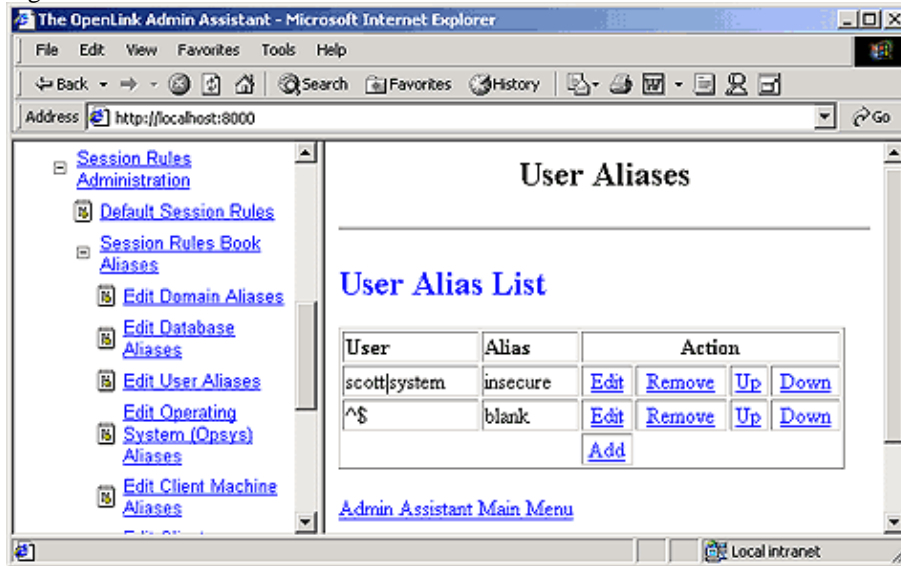 The OpenLink Admin Assistant - Microsoft Internet Explorer
File Edit View Favorites Tools Help
Back Search Favorites History
Address http://localhost:8000 Go
Session Rules
Administration
Default Session Rules
Session Rules Book
Aliases
Edit Domain Aliases
Edit Database
Aliases
Edit User Aliases
Edit Operating
System (Opsys)
Aliases
Edit Client Machine
Aliases
User Aliases
User Alias List
User Alias Action
scott|system insecure Edit Remove Up Down
^$ blank Edit Remove Up Down
Add
Admin Assistant Main Menu
Local intranet